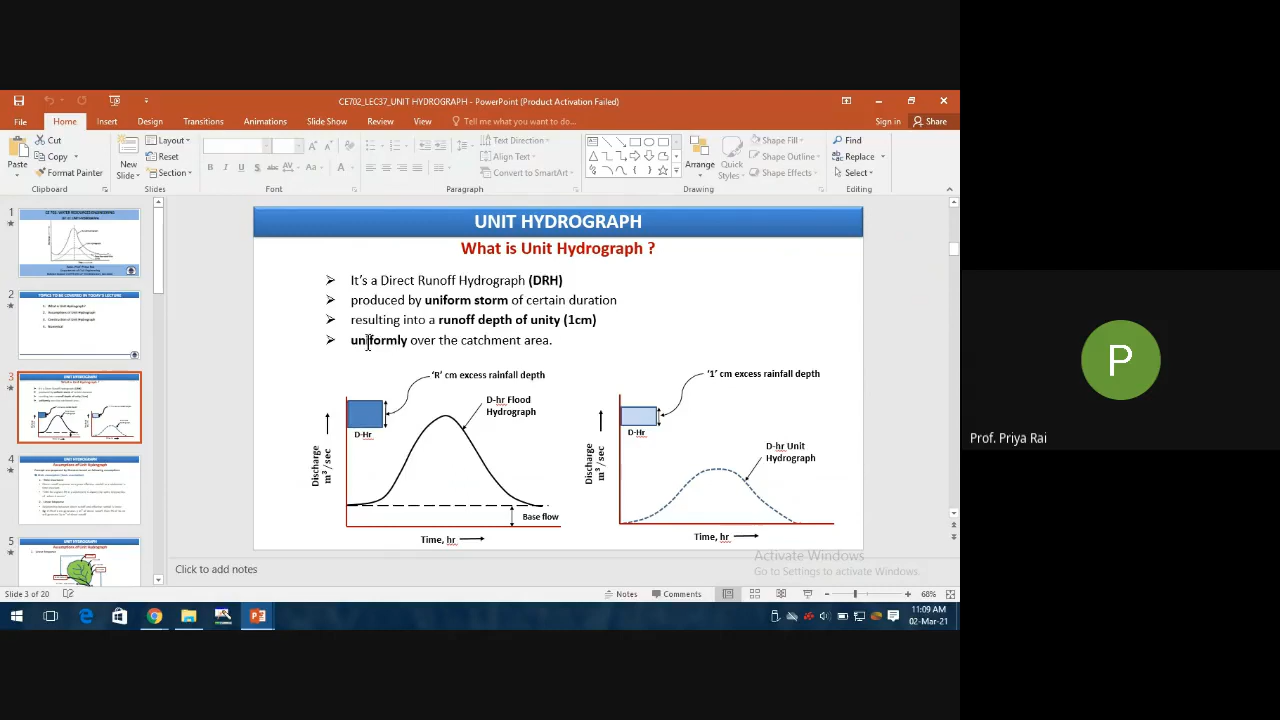 CE702_LEC37_UNIT HYDROGRAPH - PowerPoint (Product Activation Failed)
File Home Insert Design Transitions Animations Slide Show Review View Tell me what you want to do... Sign in Share
Cut Layout Text Direction Shape Fill Find
Copy Reset Align Text Shape Outline Replace
Paste Format Painter New Slide Section Convert to SmartArt Arrange Quick Styles Shape Effects Select
Clipboard Slides Font Paragraph Drawing Editing
1
2
3
4
5
UNIT HYDROGRAPH
What is Unit Hydrograph ?
It's a Direct Runoff Hydrograph (DRH)
produced by uniform storm of certain duration
resulting into a runoff depth of unity (1cm)
uniformly over the catchmant area.
'R' cm excess rainfall depth
D-hr Flood
Hydrograph
D-Hr
Discharge
m³ / sec
Base flow
Time, hr
'1' cm excess rainfall depth
D-Hr
D-hr Unit
Hydrograph
Discharge
m³ / sec
Time, hr
Activate Windows
Go to Settings to activate Windows.
Click to add notes
Slide 3 of 20 Notes Comments 68%
11:09 AM
02-Mar-21
P
Prof. Priya Rai